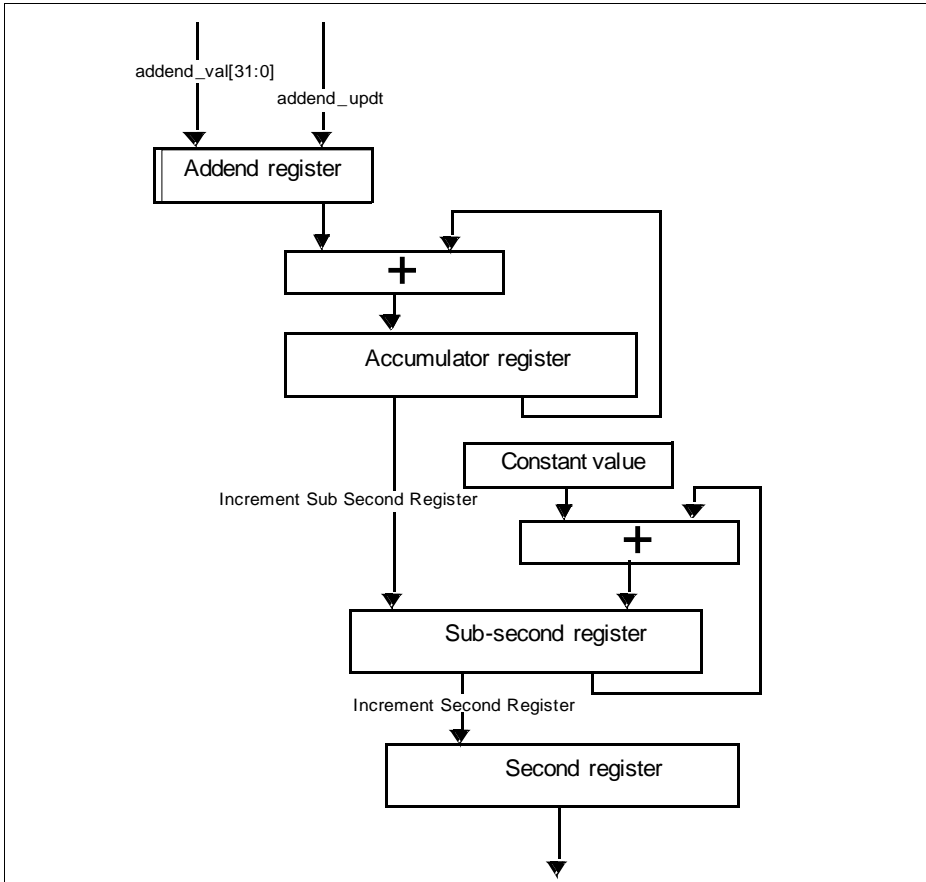 addend_val[31:0]
addend_updt
Addend register
+
Accumulator register
Constant value
Increment Sub Second Register
+
Sub-second register
Increment Second Register
Second register